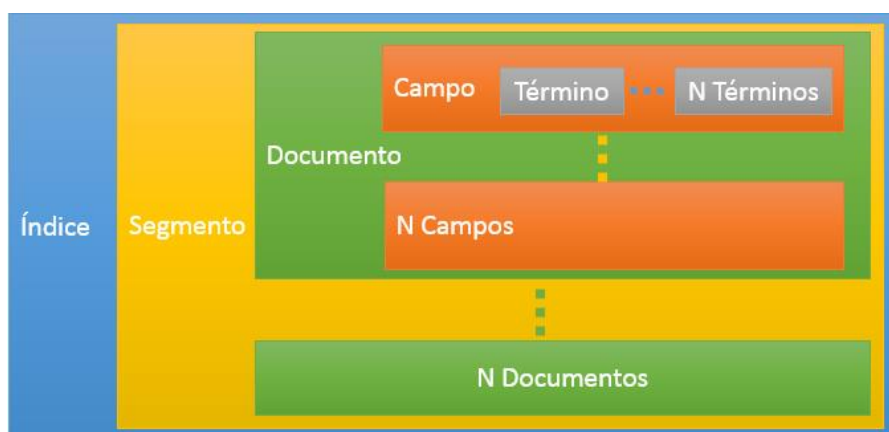 Campo
Término
N Términos
Documento
Índice
Segmento
N Campos
N Documentos